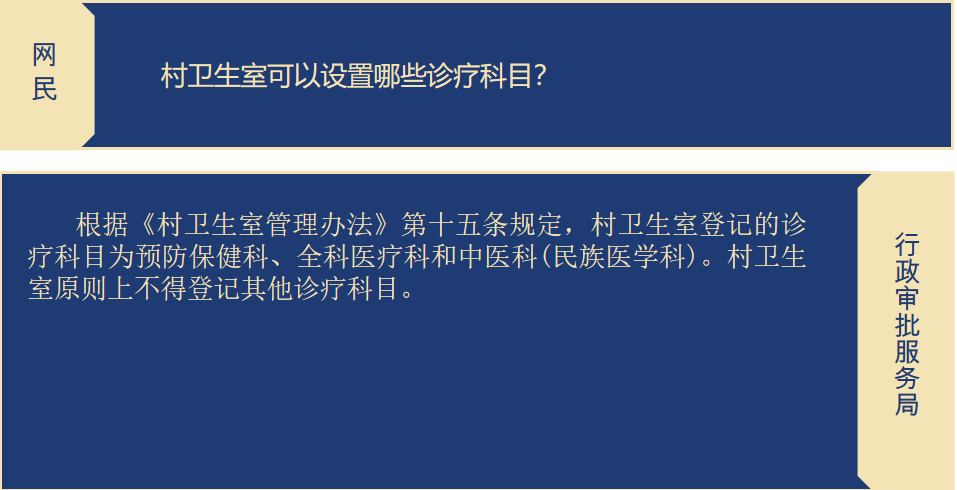 网民
村卫生室可以设置哪些诊疗科目？
根据《村卫生室管理办法》第十五条规定，村卫生室登记的诊
疗科目为预防保健科、全科医疗科和中医科(民族医学科)。村卫生
室原则上不得登记其他诊疗科目。
行政审批服务局